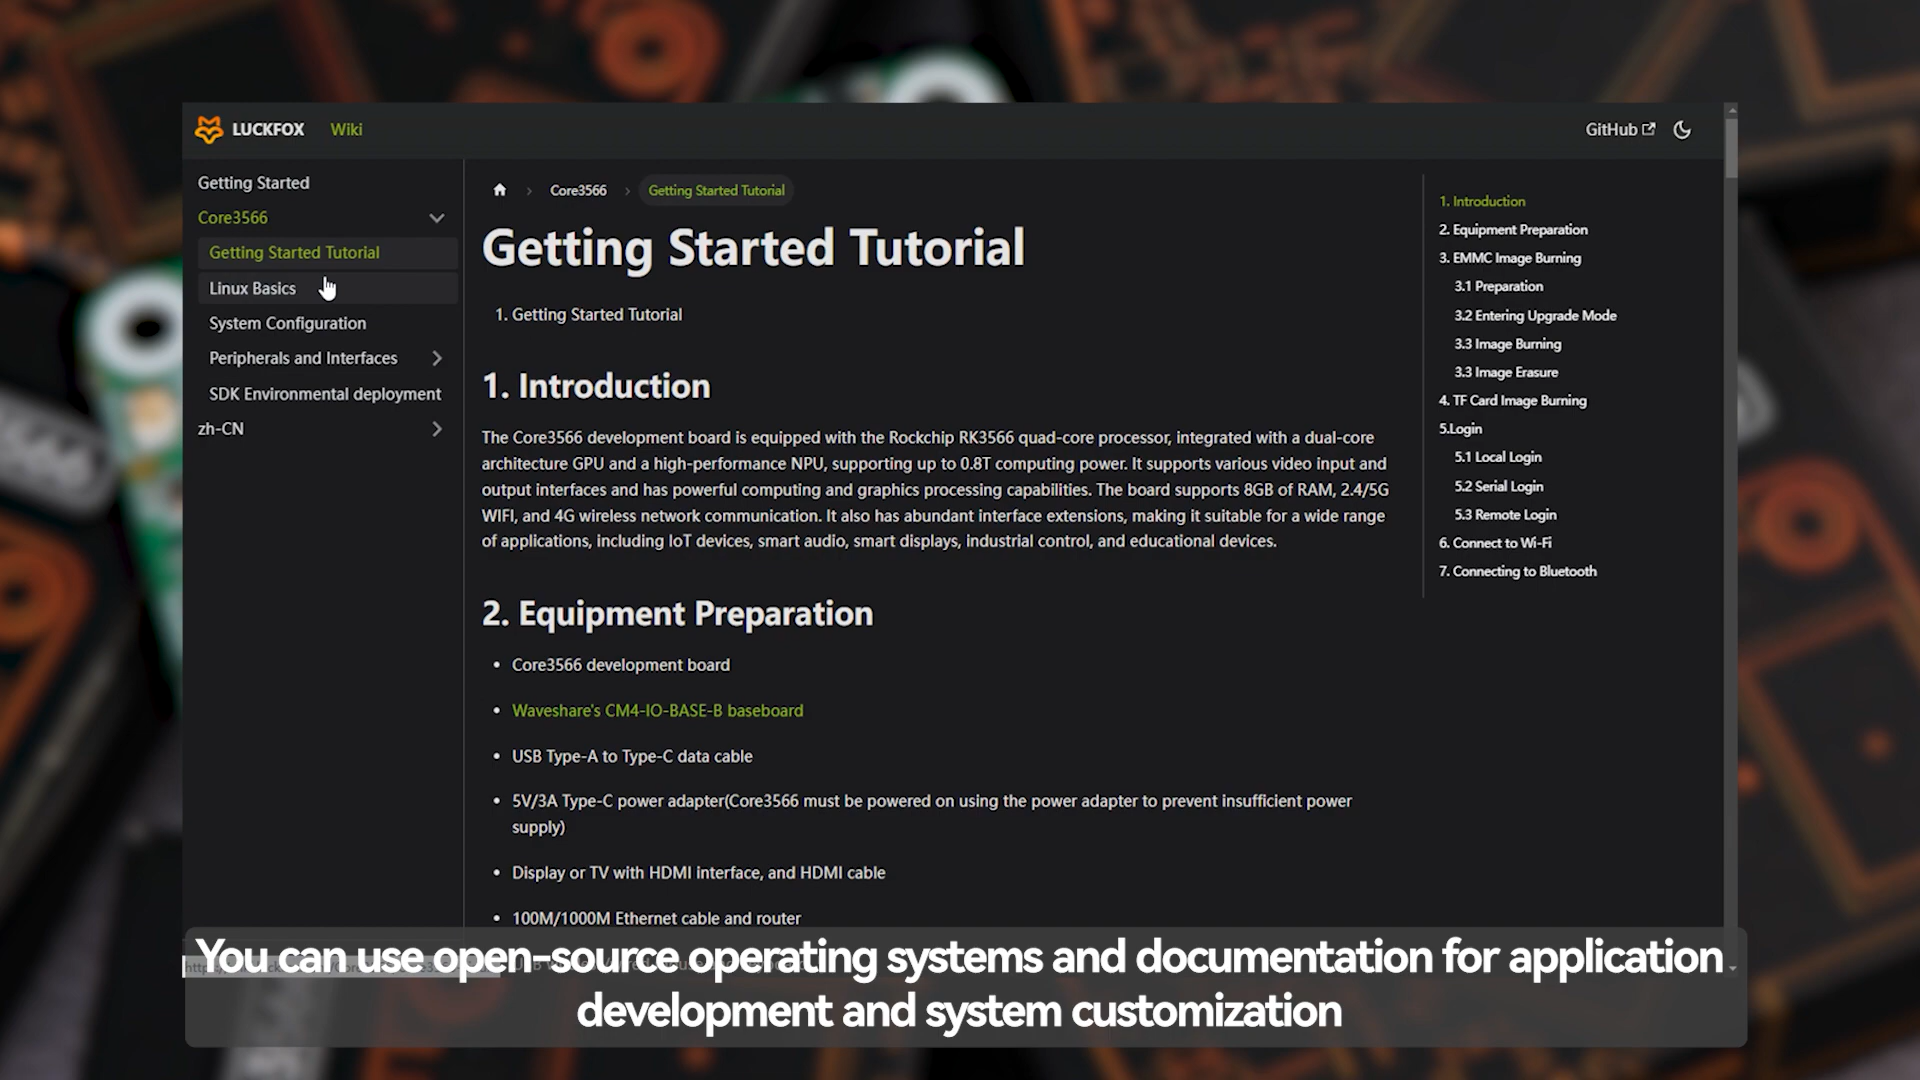 LUCKFOX Wiki
GitHub
Getting Started
Core3566
Getting Started Tutorial
Linux Basics
System Configuration
Peripherals and Interfaces
SDK Environmental deployment
zh-CN
Core3566 › Getting Started Tutorial
Getting Started Tutorial
1. Getting Started Tutorial
1. Introduction
The Core3566 development board is equipped with the Rockchip RK3566 quad-core processor, integrated with a dual-core
architecture GPU and a high-performance NPU, supporting up to 0.8T computing power. It supports various video input and
output interfaces and has powerful computing and graphics processing capabilities. The board supports 8GB of RAM, 2.4/5G
WIFI, and 4G wireless network communication. It also has abundant interface extensions, making it suitable for a wide range
of applications, including IoT devices, smart audio, smart displays, industrial control, and educational devices.
2. Equipment Preparation
• Core3566 development board
• Waveshare's CM4-IO-BASE-B baseboard
• USB Type-A to Type-C data cable
• 5V/3A Type-C power adapter(Core3566 must be powered on using the power adapter to prevent insufficient power
supply)
• Display or TV with HDMI interface, and HDMI cable
• 100M/1000M Ethernet cable and router
1. Introduction
2. Equipment Preparation
3. EMMC Image Burning
3.1 Preparation
3.2 Entering Upgrade Mode
3.3 Image Burning
3.3 Image Erasure
4. TF Card Image Burning
5.Login
5.1 Local Login
5.2 Serial Login
5.3 Remote Login
6. Connect to Wi-Fi
7. Connecting to Bluetooth
You can use open-source operating systems and documentation for application
development and system customization